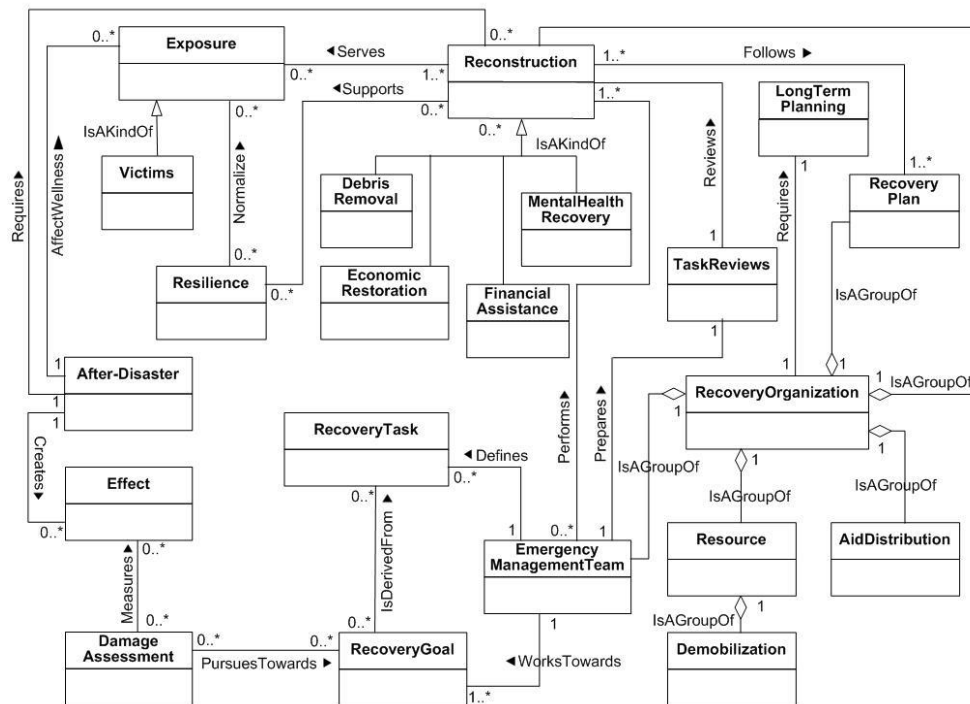 0..*
Exposure
◄Serves
0..*
0..*
1..*
Reconstruction
1..*
Follows ►
◄Supports
0..*
0..*
1..*
0..*
IsAKindOf
IsAKindOf
LongTerm
Planning
Requires►
AffectWellness►
Victims
Normalize►
Debris
Removal
MentalHealth
Recovery
Reviews►
1
Requires►
1..*
Recovery
Plan
0..*
Resilience
0..*
Economic
Restoration
Financial
Assistance
1
TaskReviews
IsAGroupOf
1
After-Disaster
1
1
1
1
1
1
IsAGroupOf
RecoveryOrganization
Creates►
RecoveryTask
◄Defines
Performs►
Prepares►
1
1
IsAGroupOf
1
IsAGroupOf
Effect
0..*
0..*
0..*
0..*
IsAGroupOf
1
0..*
1
Emergency
ManagementTeam
Resource
AidDistribution
Measures►
IsDerivedFrom►
0..*
0..*
0..*
0..*
1
1
IsAGroupOf
Damage
Assessment
PursuesTowards ►
RecoveryGoal
◄WorksTowards
Demobilization
1..*